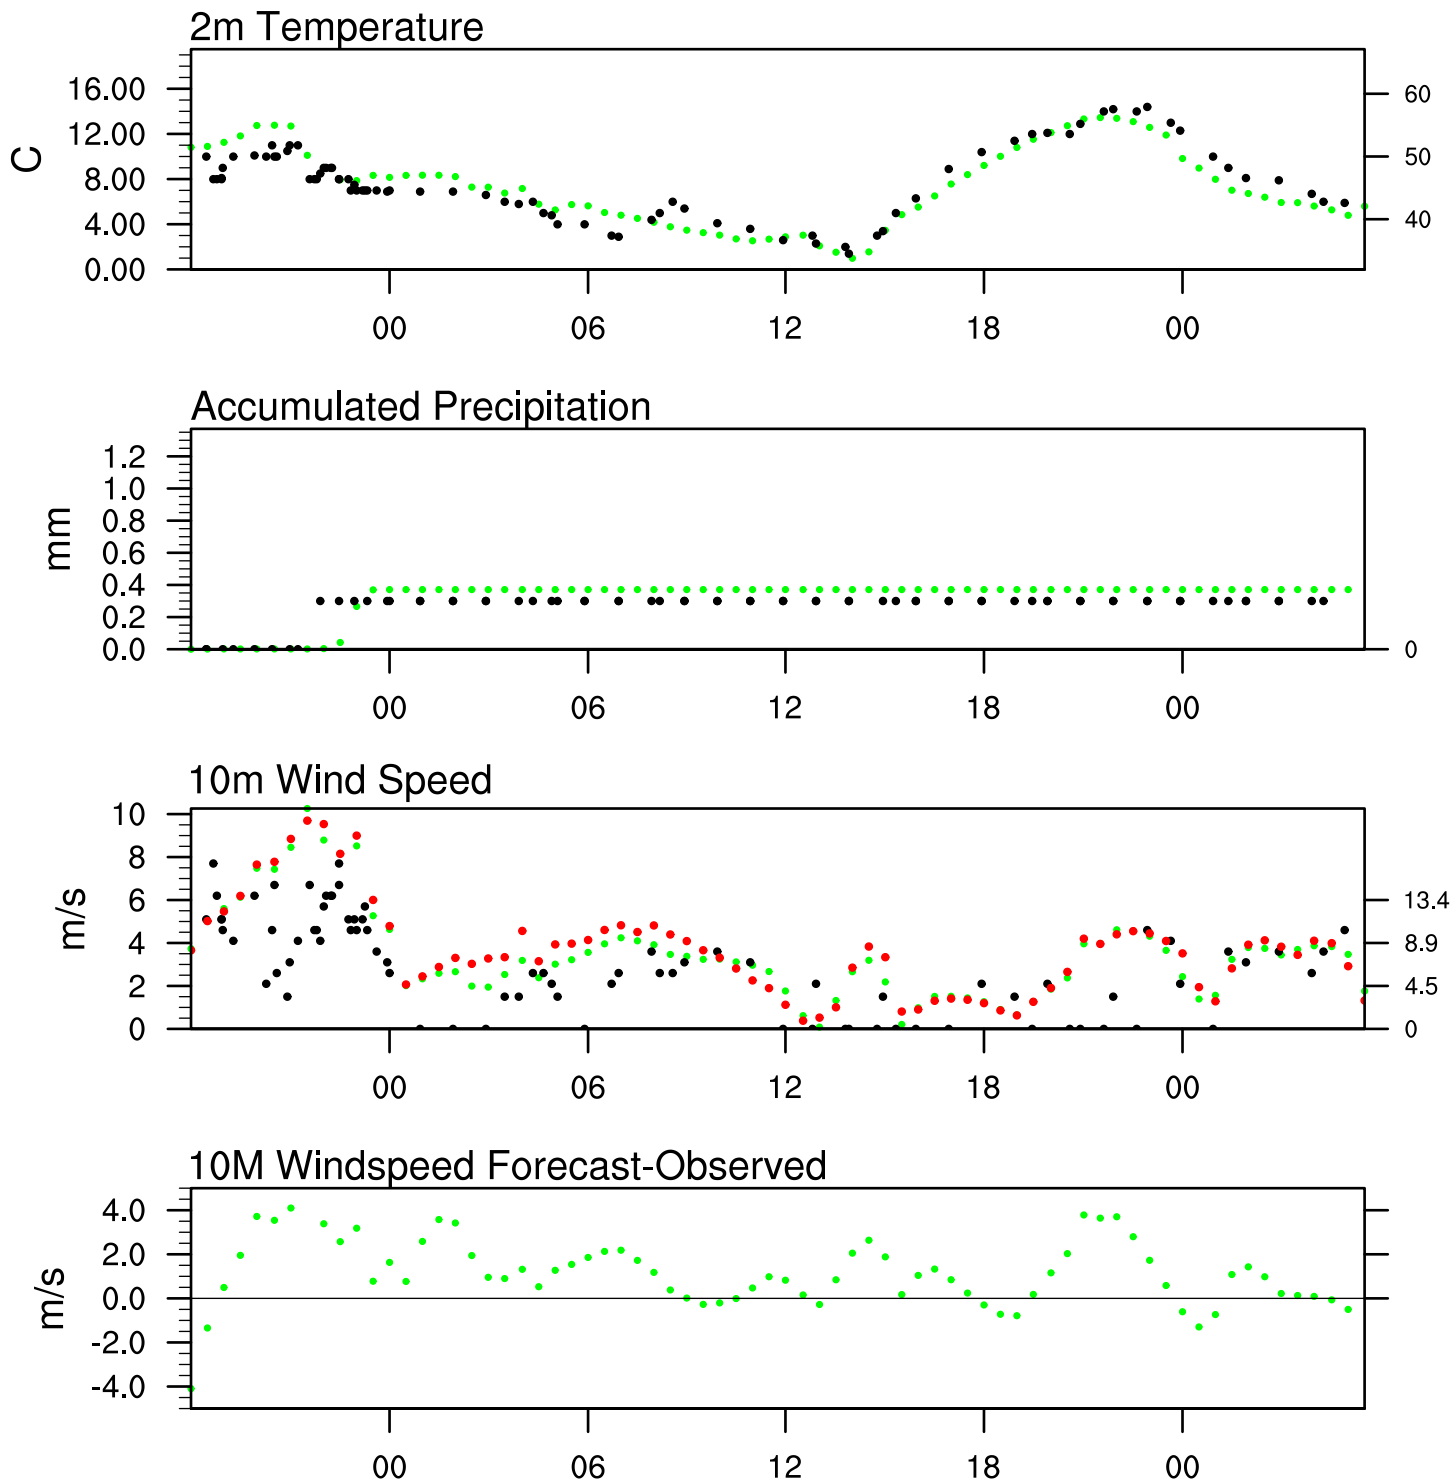 2m Temperature
16.00
12.00
8.00
4.00
0.00
C
60
50
40
00 06 12 18 00
Accumulated Precipitation
1.2
1.0
0.8
0.6
0.4
0.2
0.0
mm
0
00 06 12 18 00
10m Wind Speed
10
8
6
4
2
0
m/s
13.4
8.9
4.5
0
00 06 12 18 00
10M Windspeed Forecast-Observed
4.0
2.0
0.0
-2.0
-4.0
m/s
00 06 12 18 00